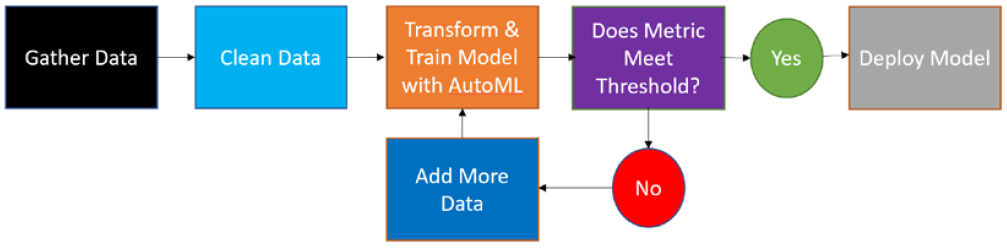 Gather Data
Clean Data
Transform &
Train Model
with AutoML
Does Metric
Meet
Threshold?
Yes
Deploy Model
Add More
Data
No